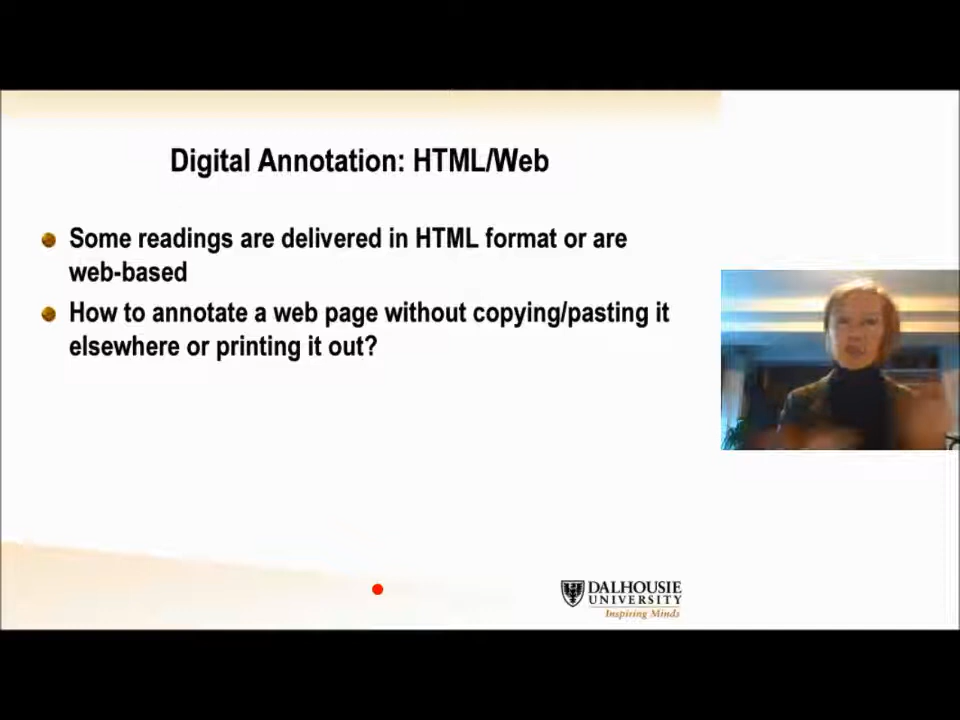 Digital Annotation: HTML/Web
Some readings are delivered in HTML format or are
web-based
How to annotate a web page without copying/pasting it
elsewhere or printing it out?
DALHOUSIE
UNIVERSITY
Inspiring Minds